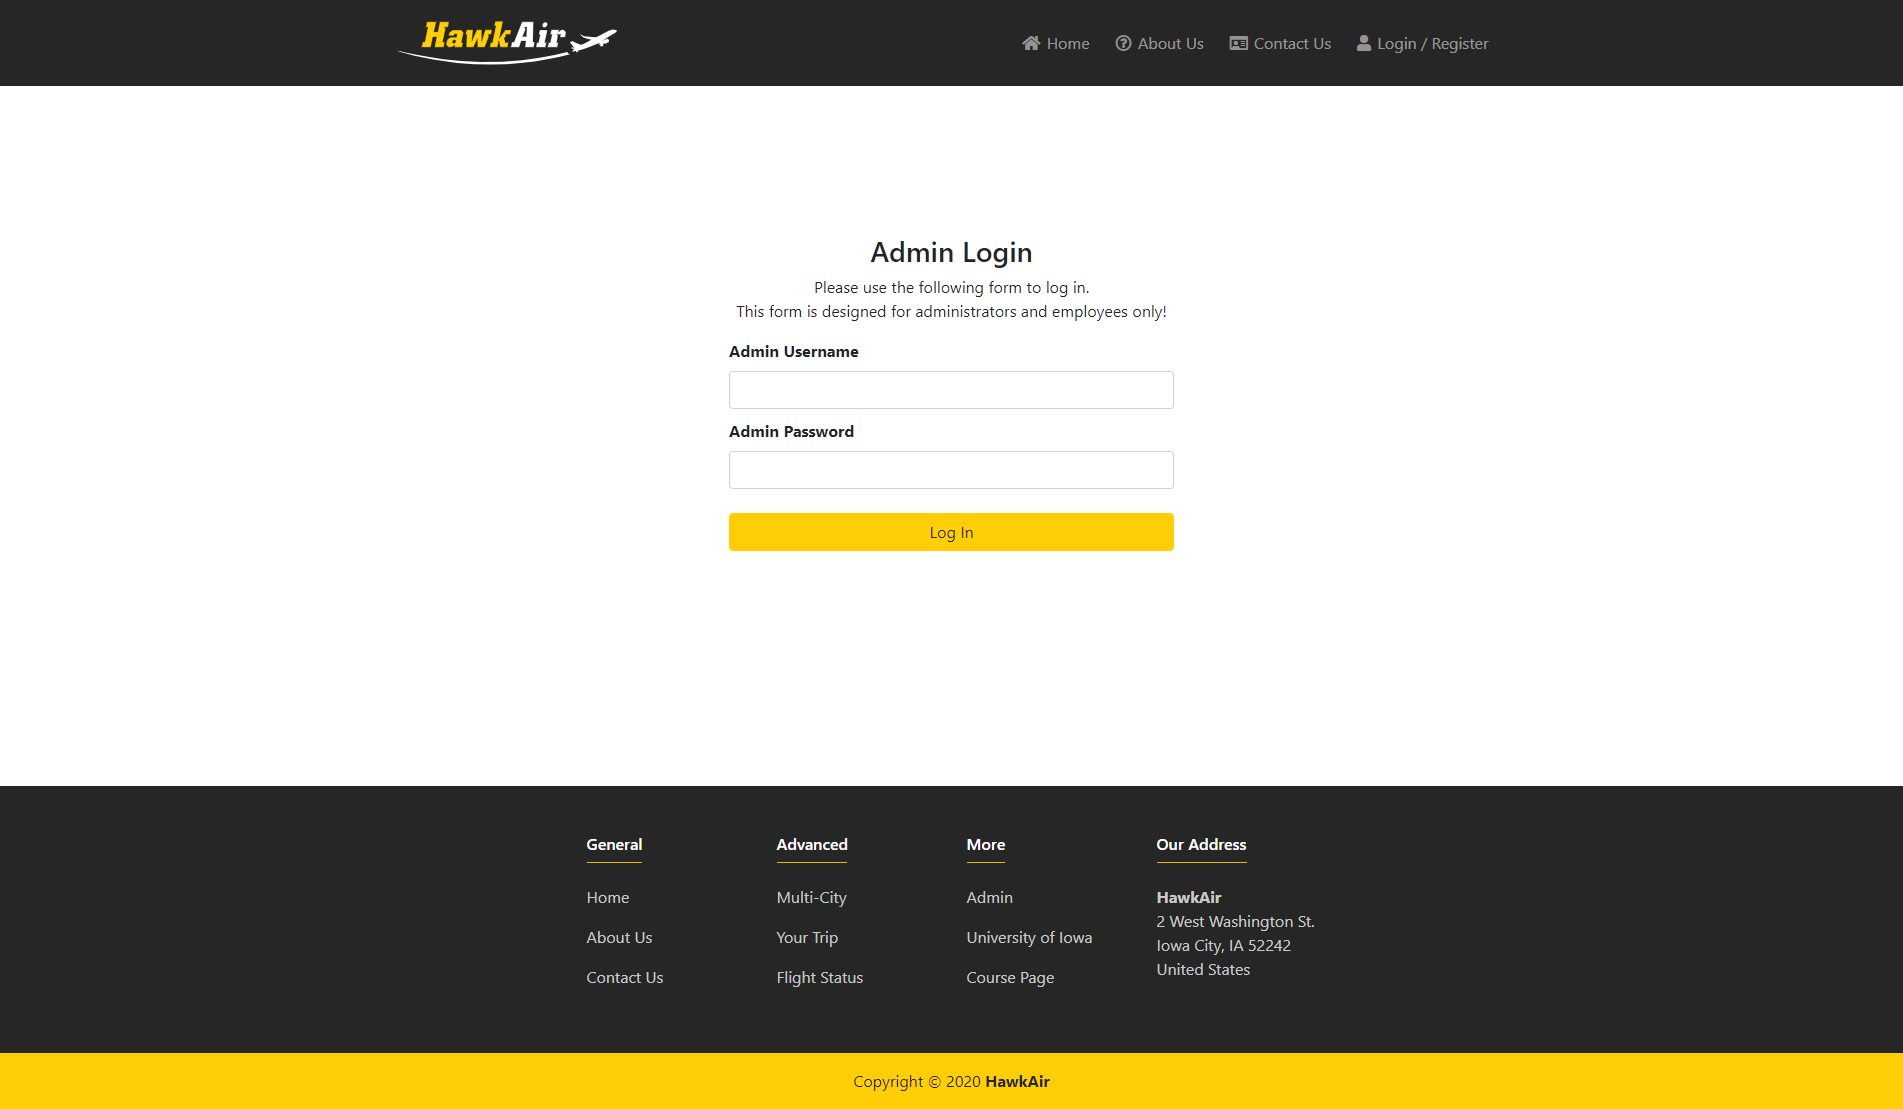 HawkAir
Home
About Us
Contact Us
Login / Register
Admin Login
Please use the following form to log in.
This form is designed for administrators and employees only!
Admin Username
Admin Password
Log In
General
Home
About Us
Contact Us
Advanced
Multi-City
Your Trip
Flight Status
More
Admin
University of Iowa
Course Page
Our Address
HawkAir
2 West Washington St.
Iowa City, IA 52242
United States
Copyright © 2020 HawkAir